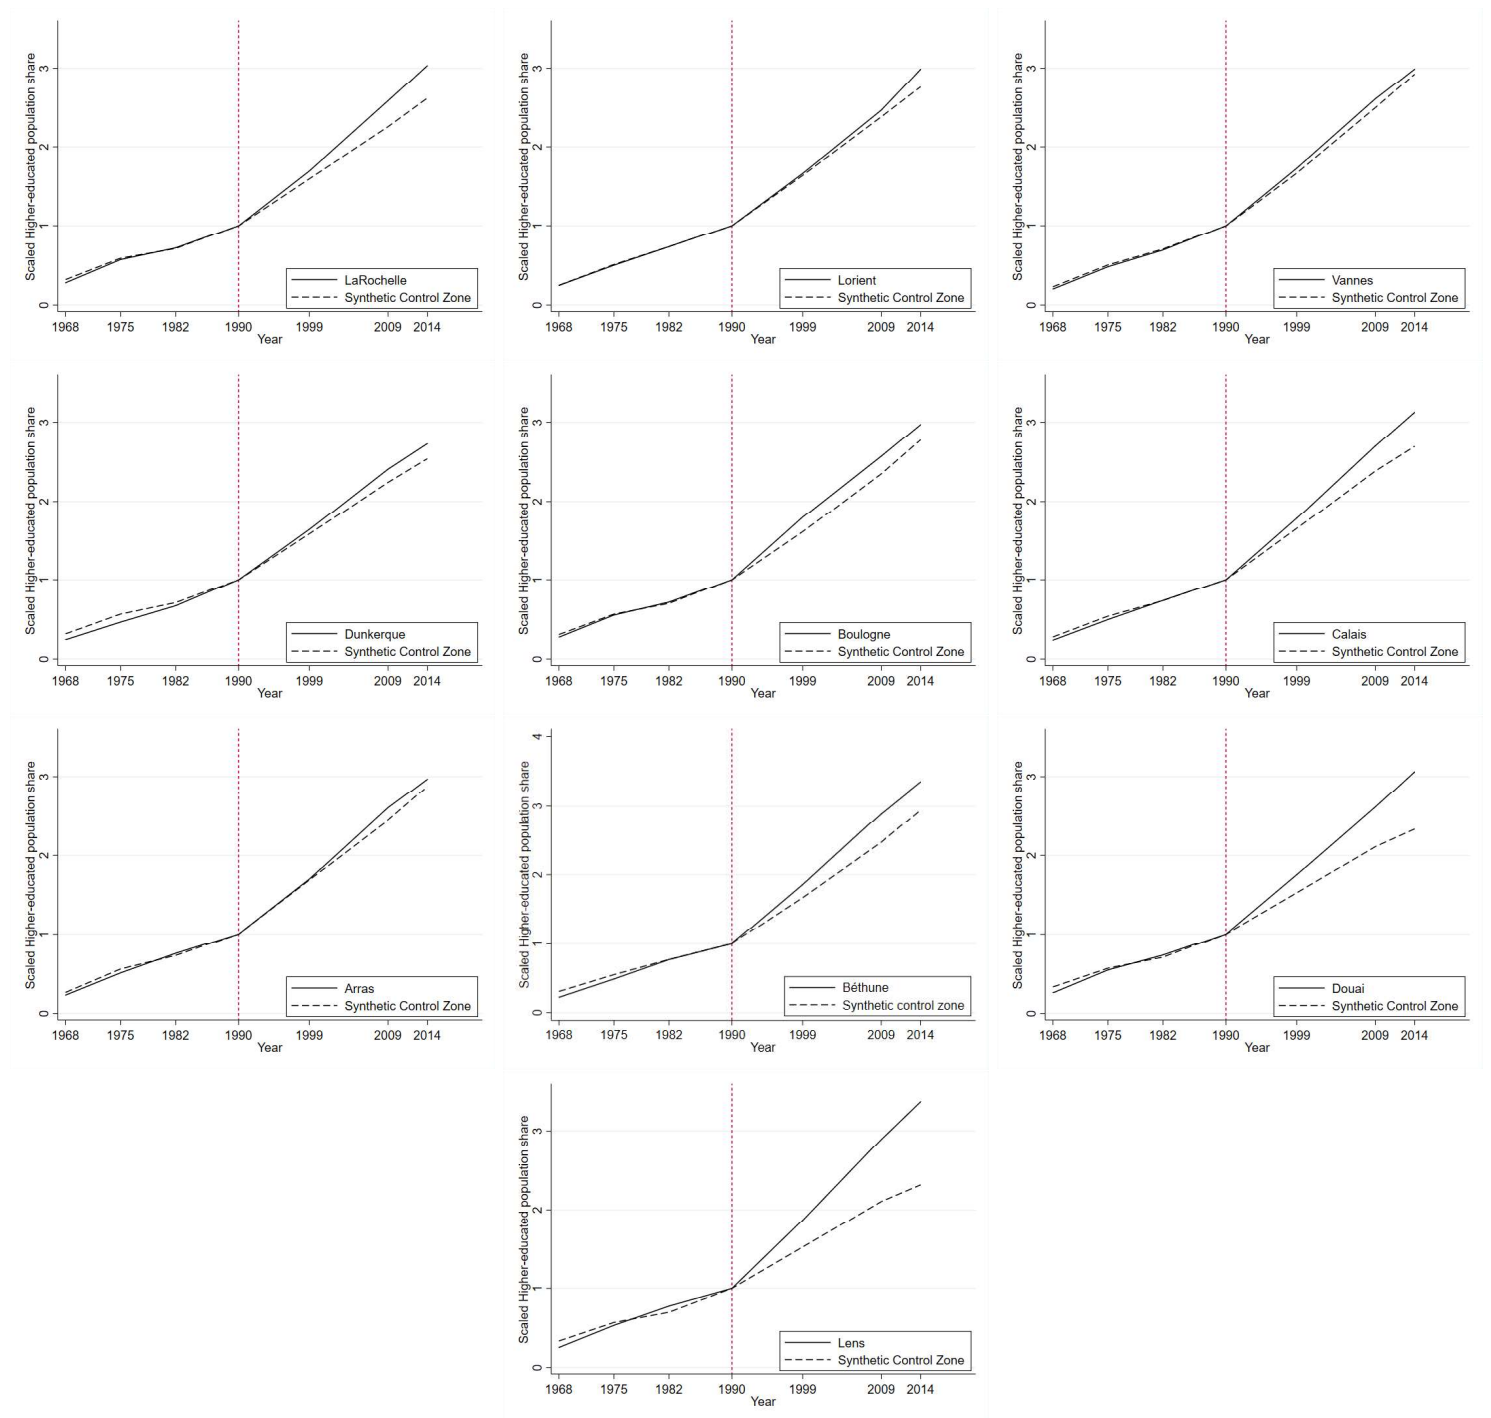 Scaled Higher-educated population share
3
2
1
0
LaRochelle
Synthetic Control Zone
1968 1975 1982 1990 1999 2009 2014
Year
Scaled Higher-educated population share
3
2
1
0
Lorient
Synthetic Control Zone
1968 1975 1982 1990 1999 2009 2014
Year
Scaled Higher-educated population share
3
2
1
0
Vannes
Synthetic Control Zone
1968 1975 1982 1990 1999 2009 2014
Year
Scaled Higher-educated population share
3
2
1
0
Dunkerque
Synthetic Control Zone
1968 1975 1982 1990 1999 2009 2014
Year
Scaled Higher-educated population share
3
2
1
0
Boulogne
Synthetic Control Zone
1968 1975 1982 1990 1999 2009 2014
Year
Scaled Higher-educated population share
3
2
1
0
Calais
Synthetic Control Zone
1968 1975 1982 1990 1999 2009 2014
Year
Scaled Higher-educated population share
3
2
1
0
Arras
Synthetic Control Zone
1968 1975 1982 1990 1999 2009 2014
Year
Scaled Higher-educated population share
4
3
2
1
0
Béthune
Synthetic control zone
1968 1975 1982 1990 1999 2009 2014
Year
Scaled Higher-educated population share
3
2
1
0
Douai
Synthetic Control Zone
1968 1975 1982 1990 1999 2009 2014
Year
Scaled Higher-educated population share
3
2
1
0
Lens
Synthetic Control Zone
1968 1975 1982 1990 1999 2009 2014
Year